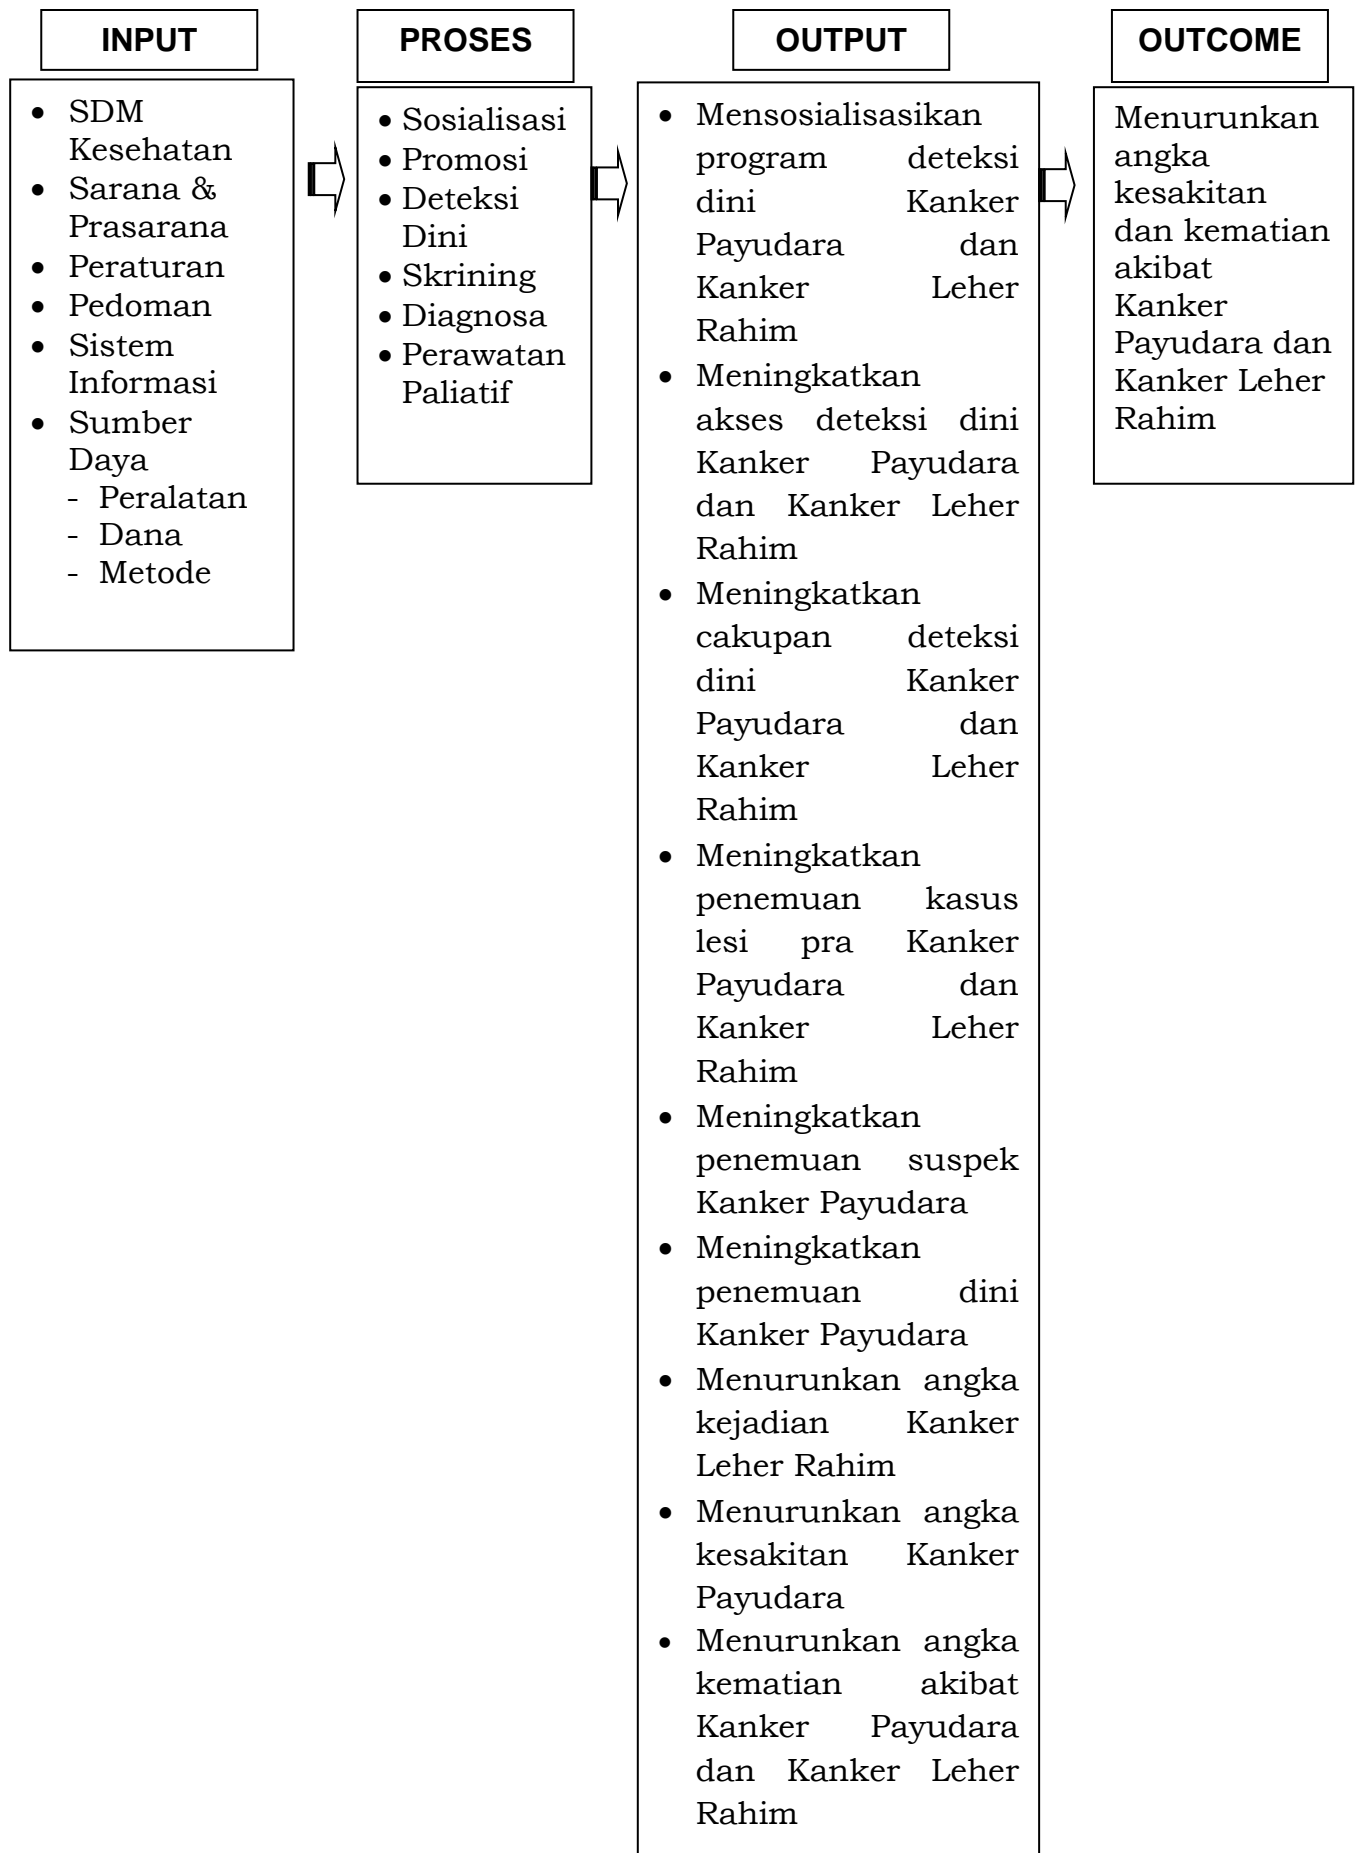 INPUT
SDM
Kesehatan
Sarana &
Prasarana
Peraturan
Pedoman
Sistem
Informasi
Sumber
Daya
- Peralatan
- Dana
- Metode
PROSES
Sosialisasi
Promosi
Deteksi
Dini
Skrining
Diagnosa
Perawatan
Paliatif
OUTPUT
Mensosialisasikan
program deteksi
dini Kanker
Payudara dan
Kanker Leher
Rahim
Meningkatkan
akses deteksi dini
Kanker Payudara
dan Kanker Leher
Rahim
Meningkatkan
cakupan deteksi
dini Kanker
Payudara dan
Kanker Leher
Rahim
Meningkatkan
penemuan kasus
lesi pra Kanker
Payudara dan
Kanker Leher
Rahim
Meningkatkan
penemuan suspek
Kanker Payudara
Meningkatkan
penemuan dini
Kanker Payudara
Menurunkan angka
kejadian Kanker
Leher Rahim
Menurunkan angka
kesakitan Kanker
Payudara
Menurunkan angka
kematian akibat
Kanker Payudara
dan Kanker Leher
Rahim
OUTCOME
Menurunkan
angka
kesakitan
dan kematian
akibat
Kanker
Payudara dan
Kanker Leher
Rahim